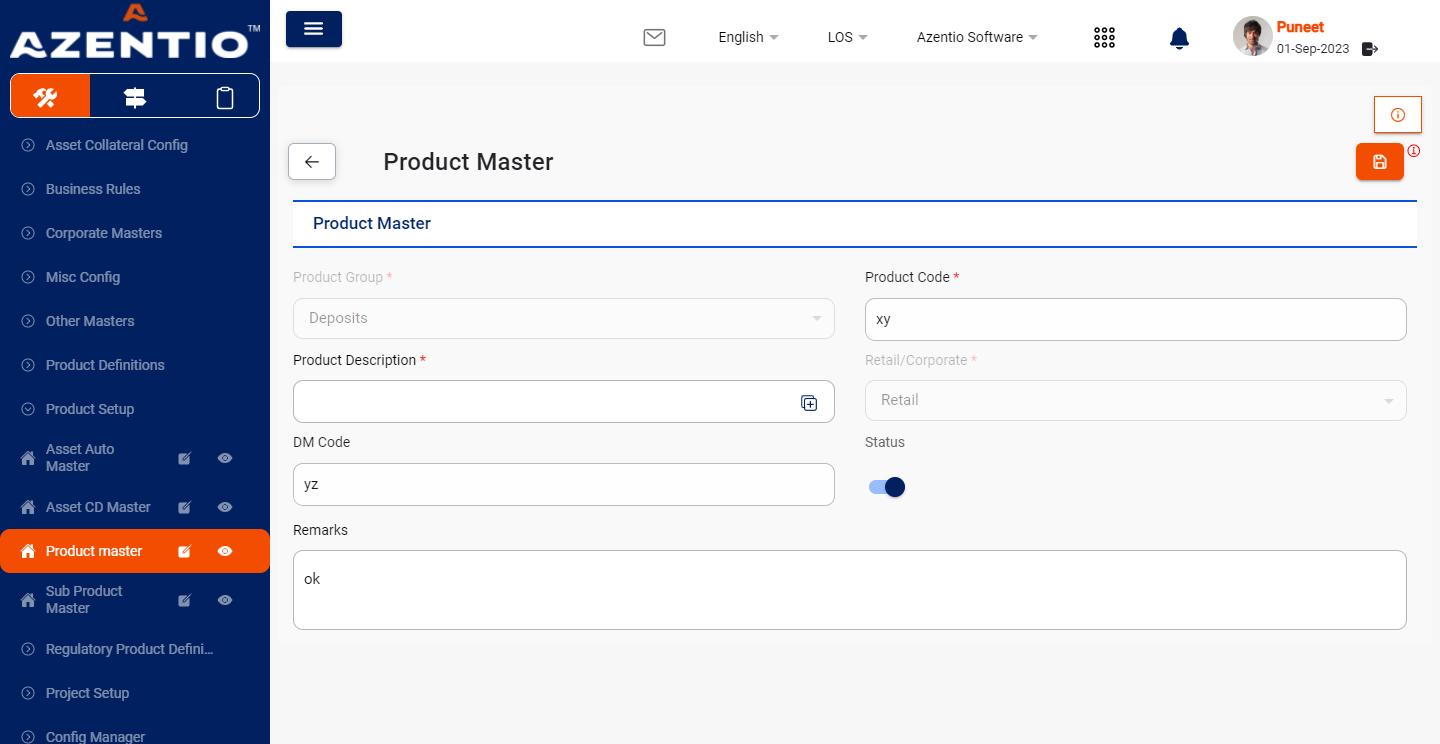 AZENTIO™
English
LOS
Azentio Software
Puneet
01-Sep-2023
Asset Collateral Config
Business Rules
Corporate Masters
Misc Config
Other Masters
Product Definitions
Product Setup
Asset Auto
Master
Asset CD Master
Product master
Sub Product
Master
Regulatory Product Defini...
Project Setup
Config Manager
Product Master
Product Master
Product Group *
Deposits
Product Code *
xy
Product Description *
Retail/Corporate *
Retail
DM Code
yz
Status
Remarks
ok